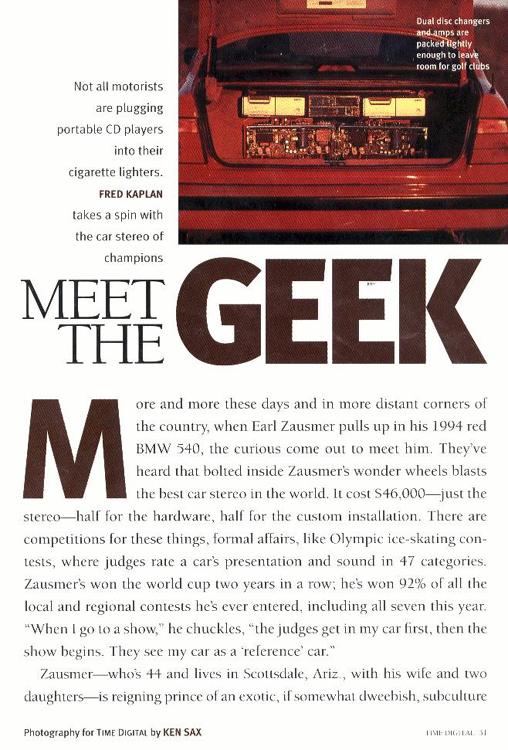 Dual disc changers
and amps are
packed tightly
enough to leave
room for golf clubs
Not all motorists
are plugging
portable CD players
into their
cigarette lighters.
FRED KAPLAN
takes a spin with
the car stereo of
champions
MEET
THE
GEEK
More and more these days and in more distant corners of
the country, when Earl Zausmer pulls up in his 1994 red
BMW 540, the curious come out to meet him. They've
heard that bolted inside Zausmer's wonder wheels blasts
the best car stereo in the world. It cost $46,000—just the
stereo—half for the hardware, half for the custom installation. There are
competitions for these things, formal affairs, like Olympic ice-skating con-
tests, where judges rate a car's presentation and sound in 47 categories.
Zausmer's won the world cup two years in a row; he's won 92% of all the
local and regional contests he's ever entered, including all seven this year.
"When I go to a show," he chuckles, "the judges get in my car first, then the
show begins. They see my car as a 'reference' car."
Zausmer—who's 44 and lives in Scottsdale, Ariz., with his wife and two
daughters—is reigning prince of an exotic, if somewhat dweebish, subculture
Photography for TIME DIGITAL by KEN SAX
TIME DIGITAL 31